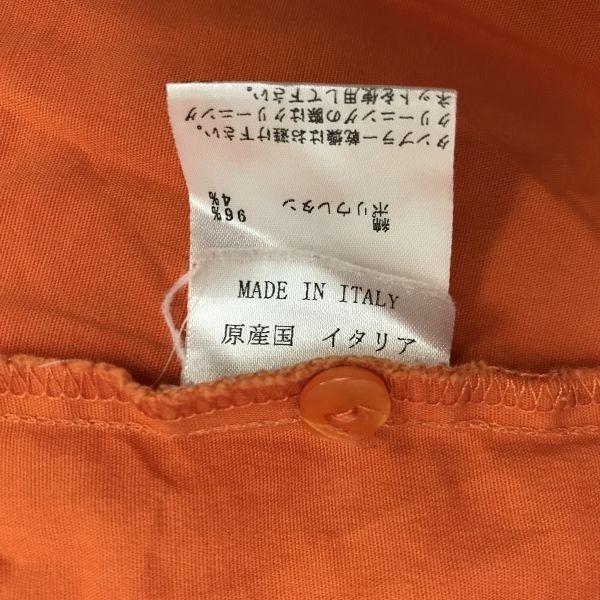 綿 96%
ポリウレタン 4%
タンブラー乾燥はお避け下さい。
クリーニングの際はクリーニング
ネットを使用して下さい。
MADE IN ITALY
原産国 イタリア